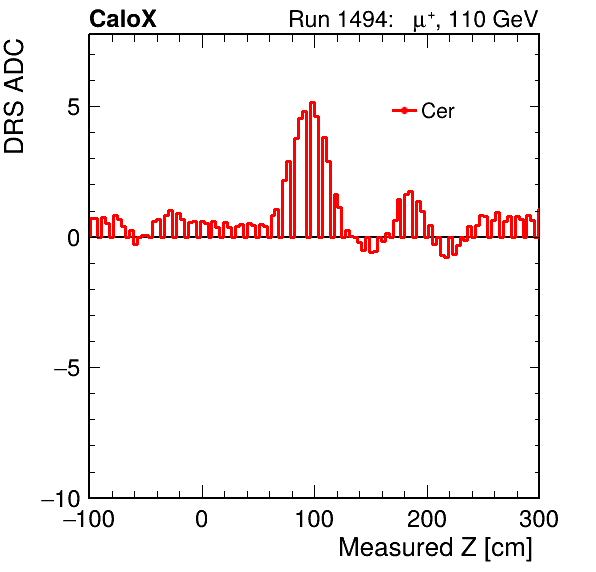 CaloX Run 1494: μ⁺, 110 GeV
DRS ADC
Cer
5
0
−5
−10
−100 0 100 200 300
Measured Z [cm]